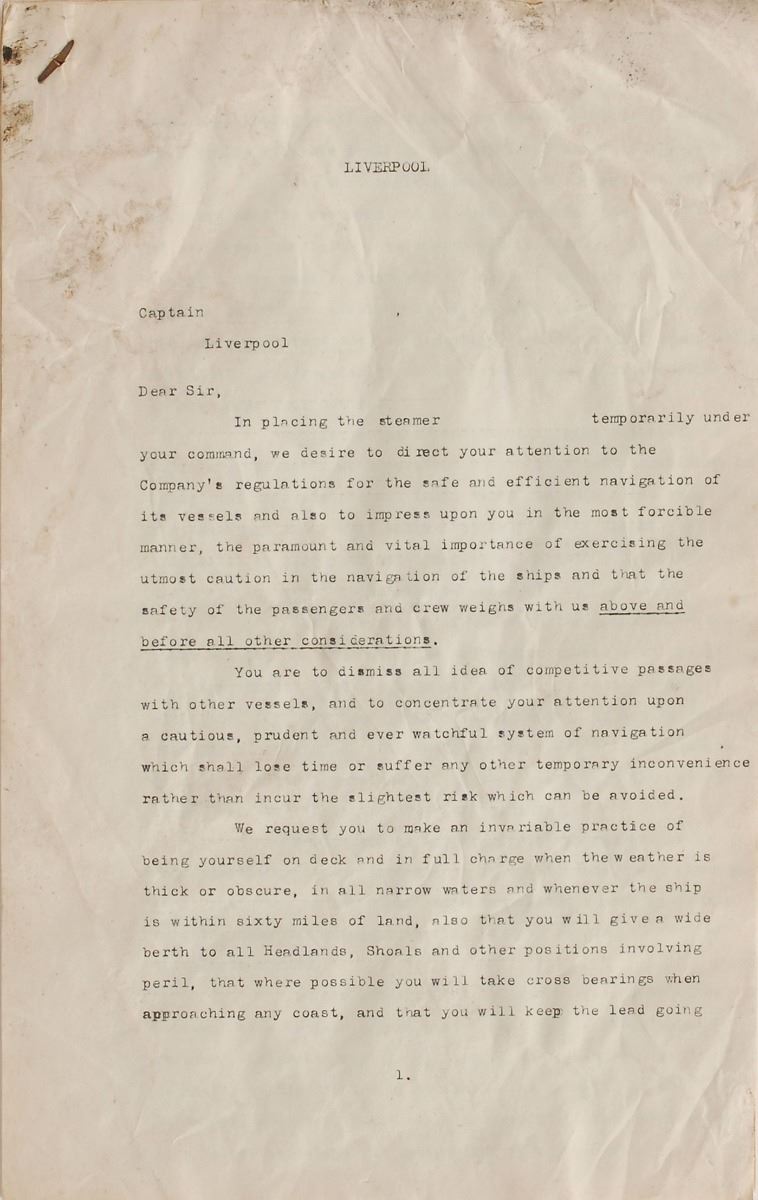 LIVERPOOL
Captain
Liverpool
Dear Sir,
In placing the steamer temporarily under
your command, we desire to direct your attention to the
Company's regulations for the safe and efficient navigation of
its vessels and also to impress upon you in the most forcible
manner, the paramount and vital importance of exercising the
utmost caution in the navigation of the ships and that the
safety of the passengers and crew weighs with us above and
before all other considerations.
You are to dismiss all idea of competitive passages
with other vessels, and to concentrate your attention upon
a cautious, prudent and ever watchful system of navigation
which shall lose time or suffer any other temporary inconvenience
rather than incur the slightest risk which can be avoided.
We request you to make an invariable practice of
being yourself on deck and in full charge when the weather is
thick or obscure, in all narrow waters and whenever the ship
is within sixty miles of land, also that you will give a wide
berth to all Headlands, Shoals and other positions involving
peril, that where possible you will take cross bearings when
approaching any coast, and that you will keep the lead going
1.